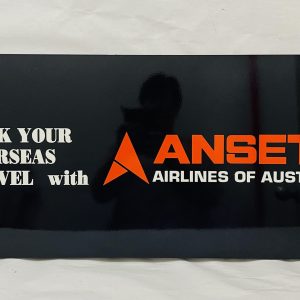 K YOUR
RSEAS
VEL with
ANSET
AIRLINES OF AUST